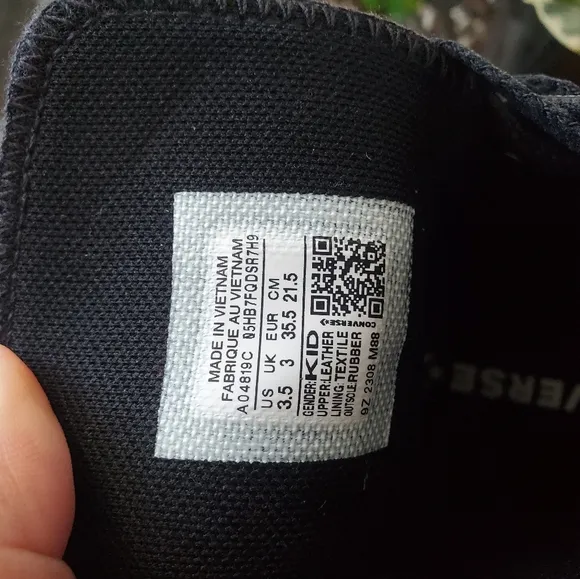 MADE IN VIETNAM
FABRIQUE AU VIETNAM
A04819C 05HB7FQDSR7H9
US UK EUR CM
3.5 3 35.5 21.5
GENDER:KID
UPPER:LEATHER
LINING:TEXTILE
OUTSOLE:RUBBER
9Z 2308 M88
CONVERSE
VERSE